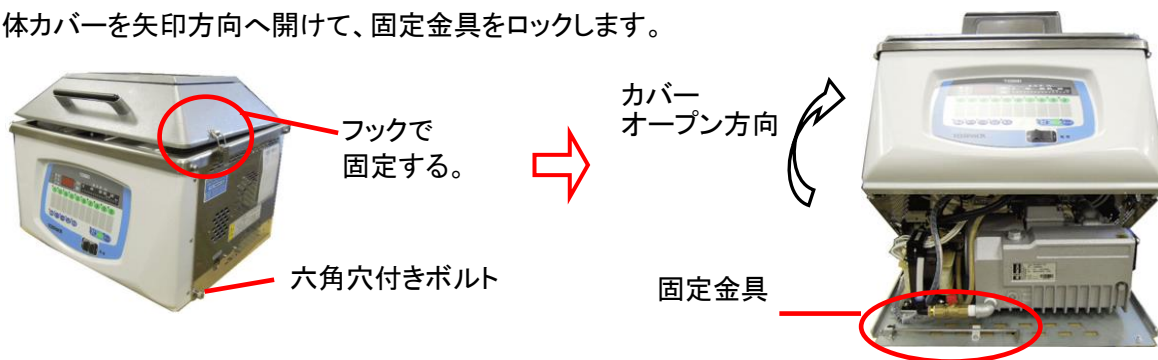 体カバーを矢印方向へ開けて、固定金具をロックします。
フックで
固定する。
六角穴付きボルト
カバー
オープン方向
固定金具